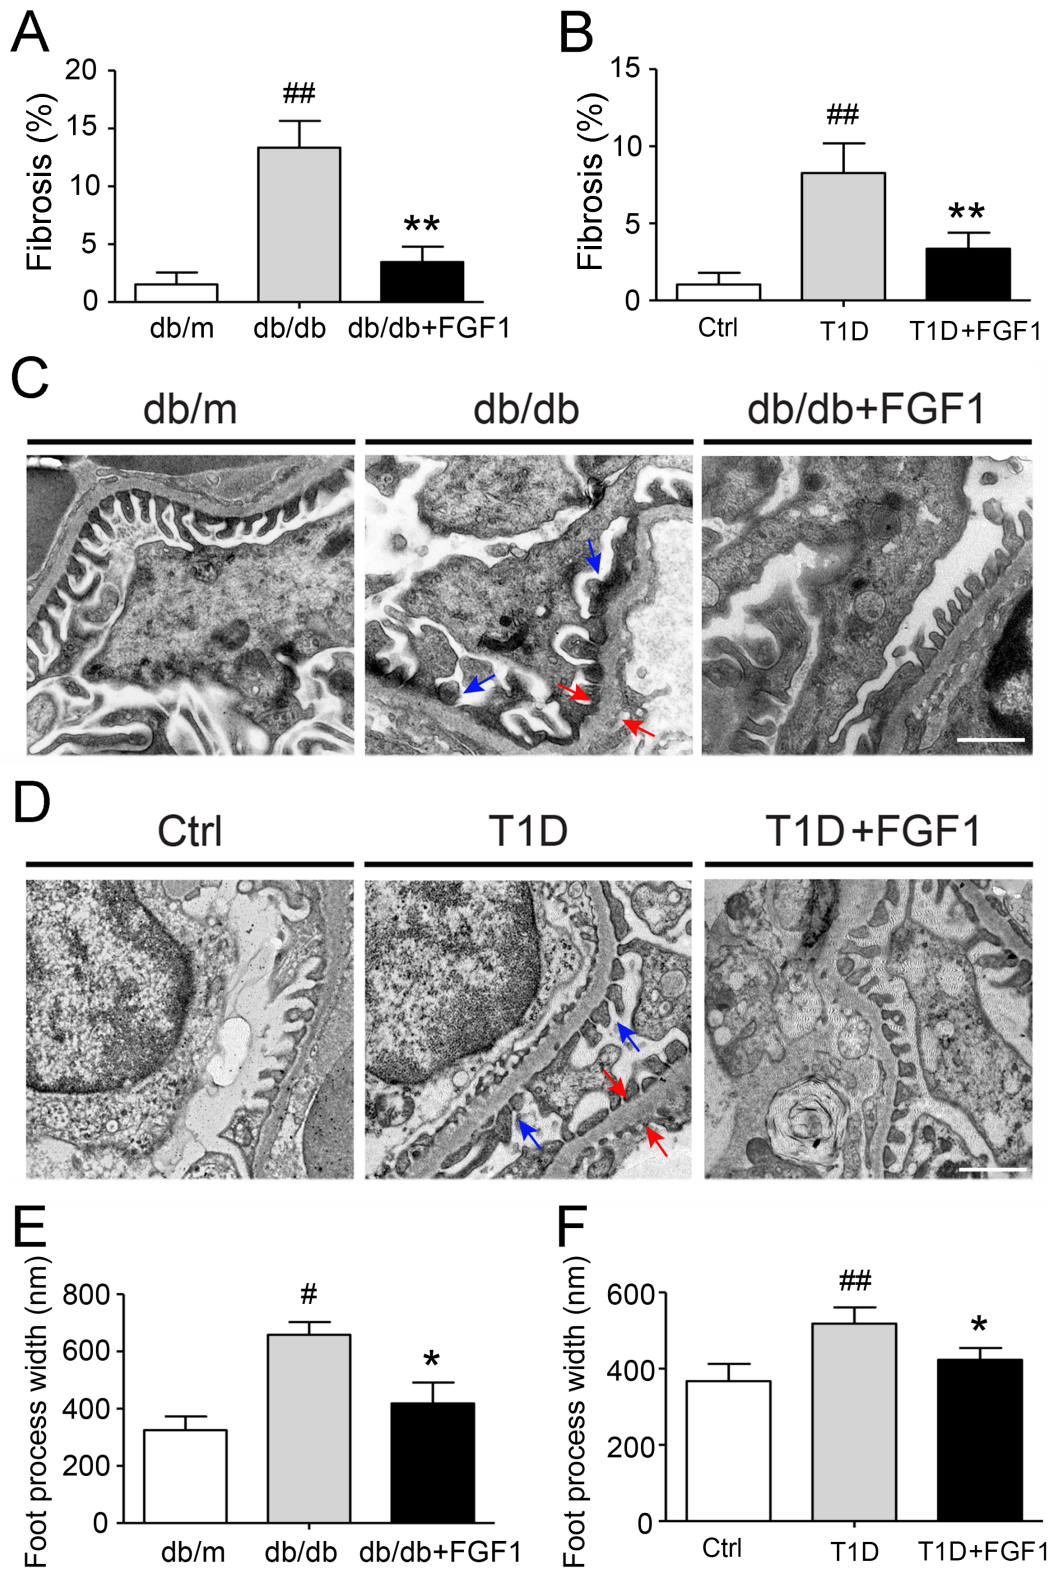 A
Fibrosis (%)
20
15
10
5
0
##
**
db/m db/db db/db+FGF1
B
Fibrosis (%)
15
10
5
0
##
**
Ctrl T1D T1D+FGF1
C
db/m db/db db/db+FGF1
D
Ctrl T1D T1D+FGF1
E
Foot process width (nm)
800
600
400
200
0
#
*
db/m db/db db/db+FGF1
F
Foot process width (nm)
600
400
200
0
##
*
Ctrl T1D T1D+FGF1